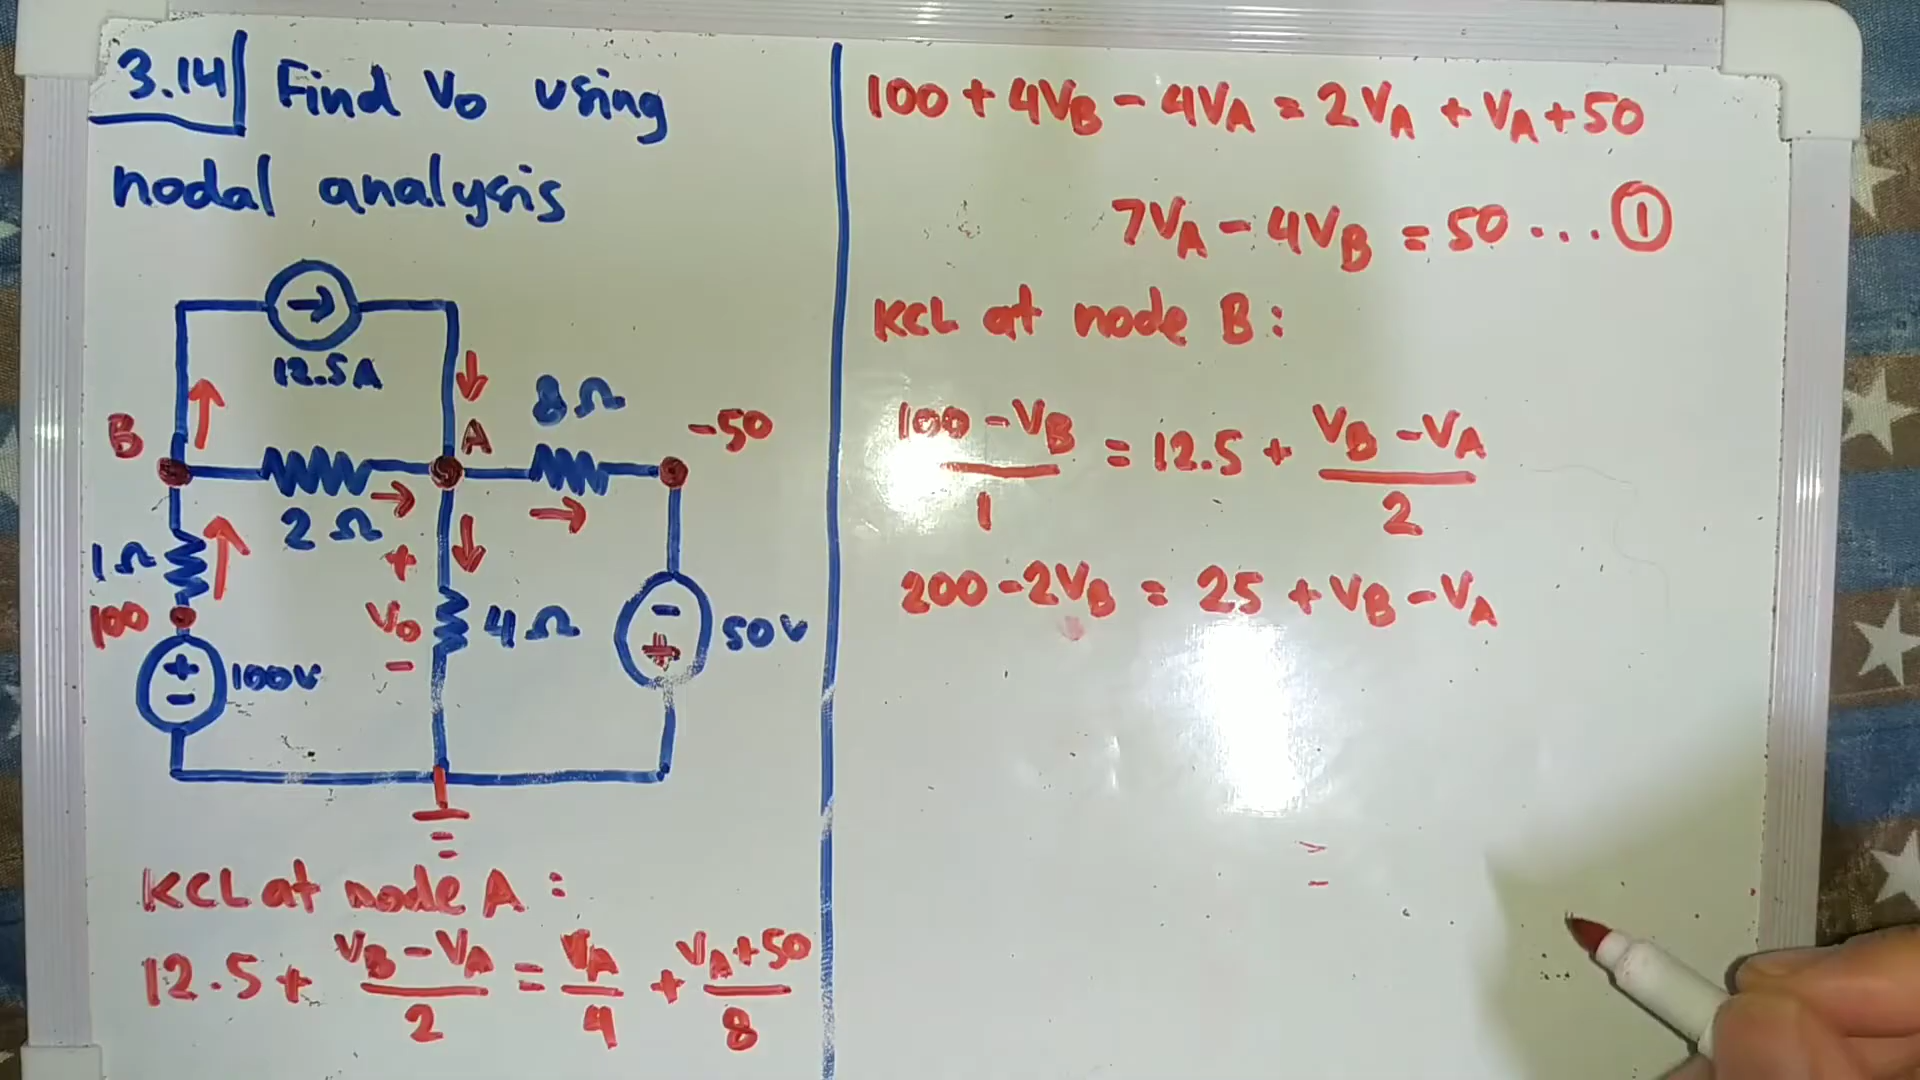 3.14 Find Vo using
nodal analysis
12.5A
8Ω
B
A
-50
2Ω
1Ω
+
100
Vo
4Ω
-
+
50V
+
-
100V
-
KCL at node A:
12.5 + (VB - VA)/2 = VA/4 + (VA + 50)/8
100 + 4VB - 4VA = 2VA + VA + 50
7VA - 4VB = 50 ... ①
KCL at node B:
(100 - VB)/1 = 12.5 + (VB - VA)/2
200 - 2VB = 25 + VB - VA